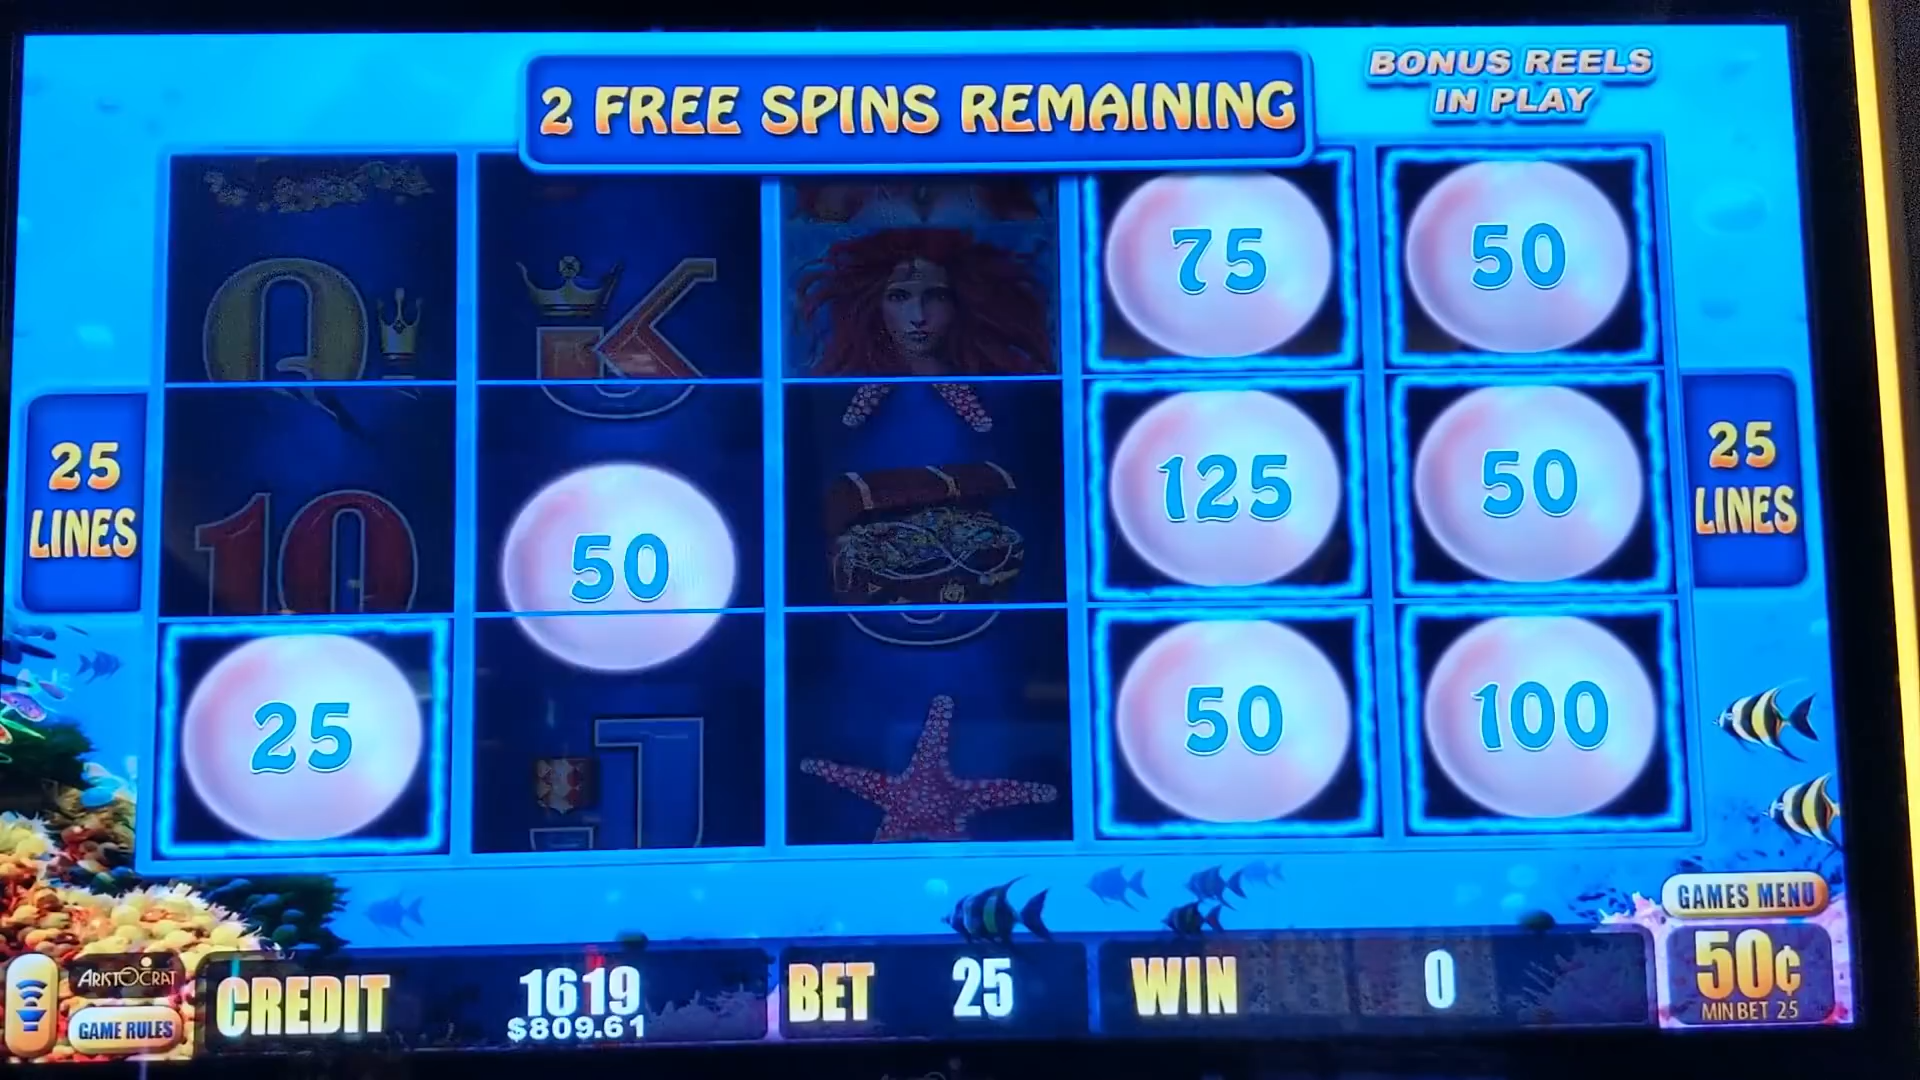 2 FREE SPINS REMAINING
BONUS REELS
IN PLAY
Q
K
75
50
25
LINES
10
50
125
50
25
LINES
25
J
50
100
GAMES MENU
ARISTOCRAT
GAME RULES
CREDIT
1619
$809.61
BET
25
WIN
0
50¢
MIN BET 25